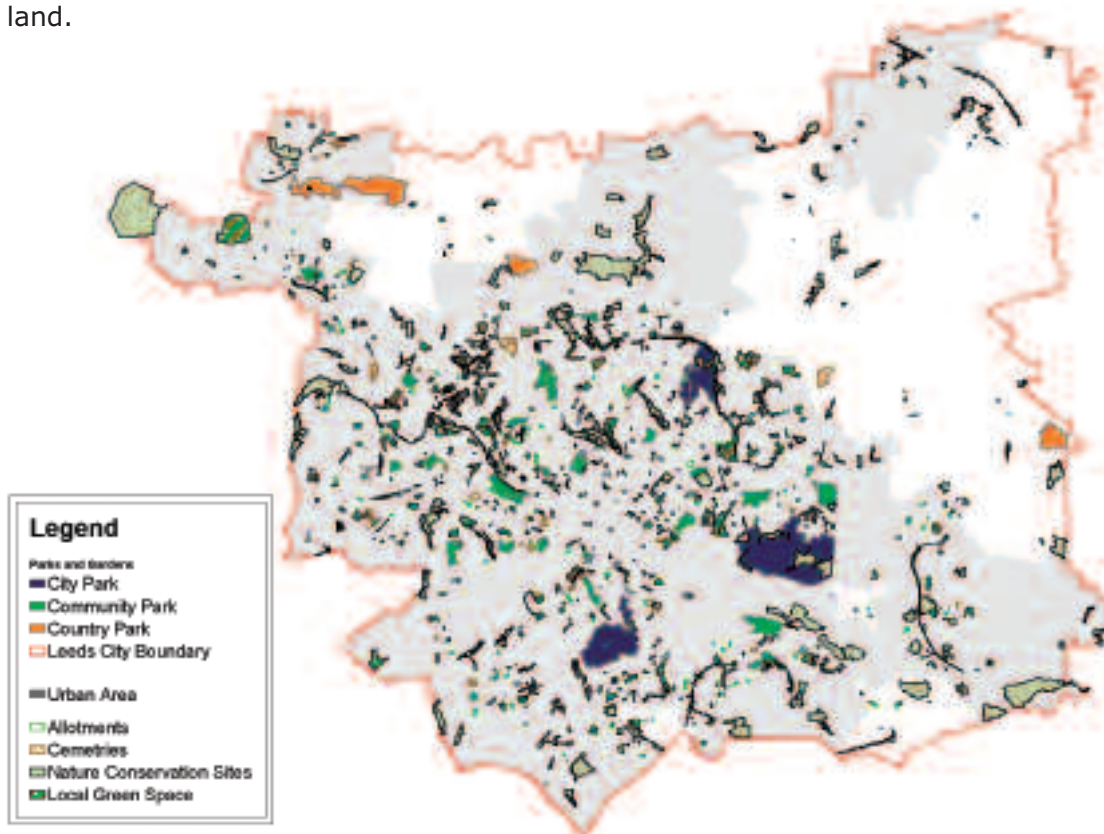 land.
Legend
Parks and Gardens
City Park
Community Park
Country Park
Leeds City Boundary
Urban Area
Allotments
Cemetries
Nature Conservation Sites
Local Green Space